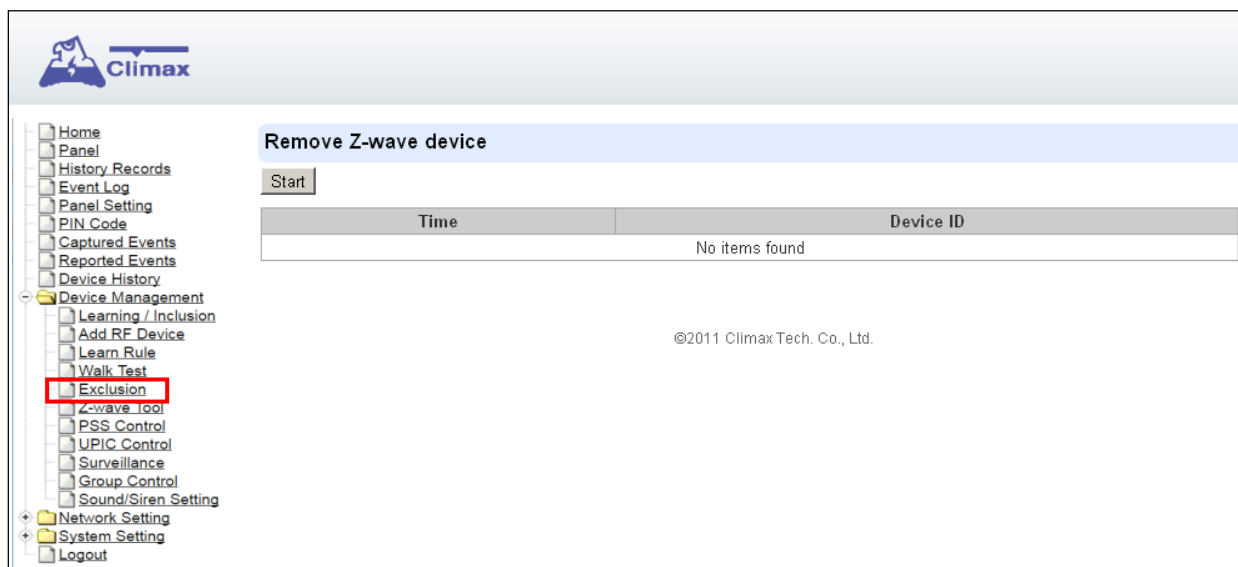 Climax
Home
Panel
History Records
Event Log
Panel Setting
PIN Code
Captured Events
Reported Events
Device History
Device Management
Learning / Inclusion
Add RF Device
Learn Rule
Walk Test
Exclusion
Z-wave Tool
PSS Control
UPIC Control
Surveillance
Group Control
Sound/Siren Setting
Network Setting
System Setting
Logout
Remove Z-wave device
Start
Time Device ID
No items found
©2011 Climax Tech. Co., Ltd.